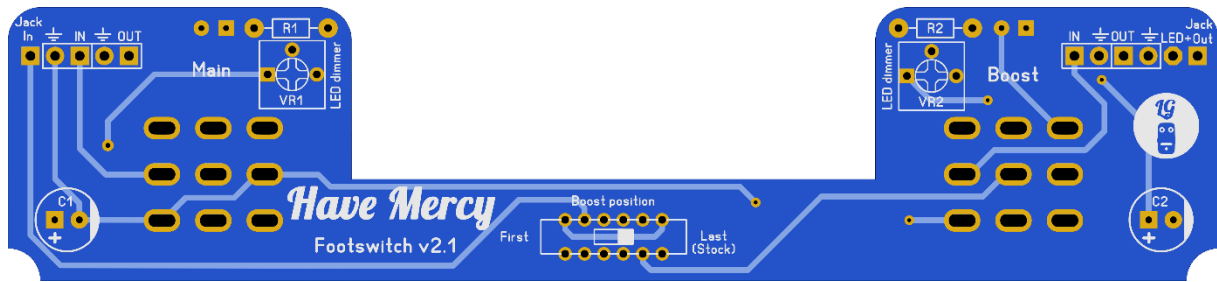 Jack
In
IN
OUT
R1
Main
VR1
LED dimmer
C1
+
Have Mercy
Footswitch v2.1
Boost position
First
Last
(Stock)
R2
LED dimmer
VR2
Boost
IN
OUT
Jack
LED+Out
LG
C2
+